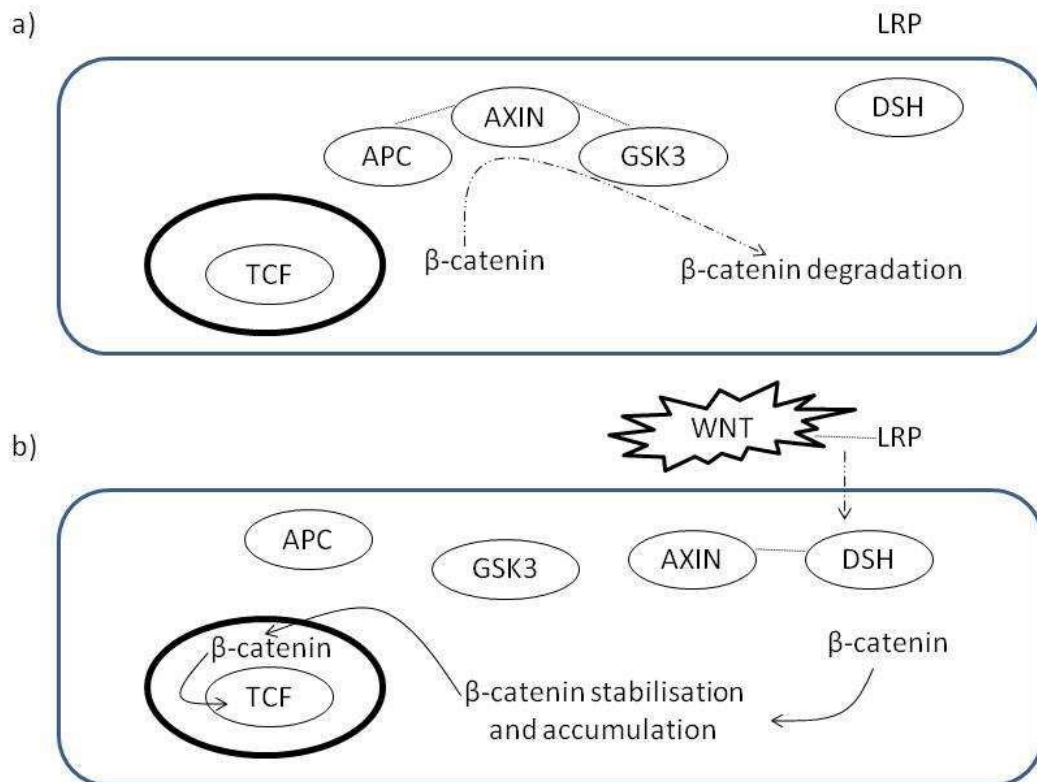 a)
LRP
DSH
AXIN
APC
GSK3
TCF
β-catenin
β-catenin degradation
b)
WNT
LRP
APC
GSK3
AXIN
DSH
β-catenin
TCF
β-catenin
β-catenin stabilisation
and accumulation